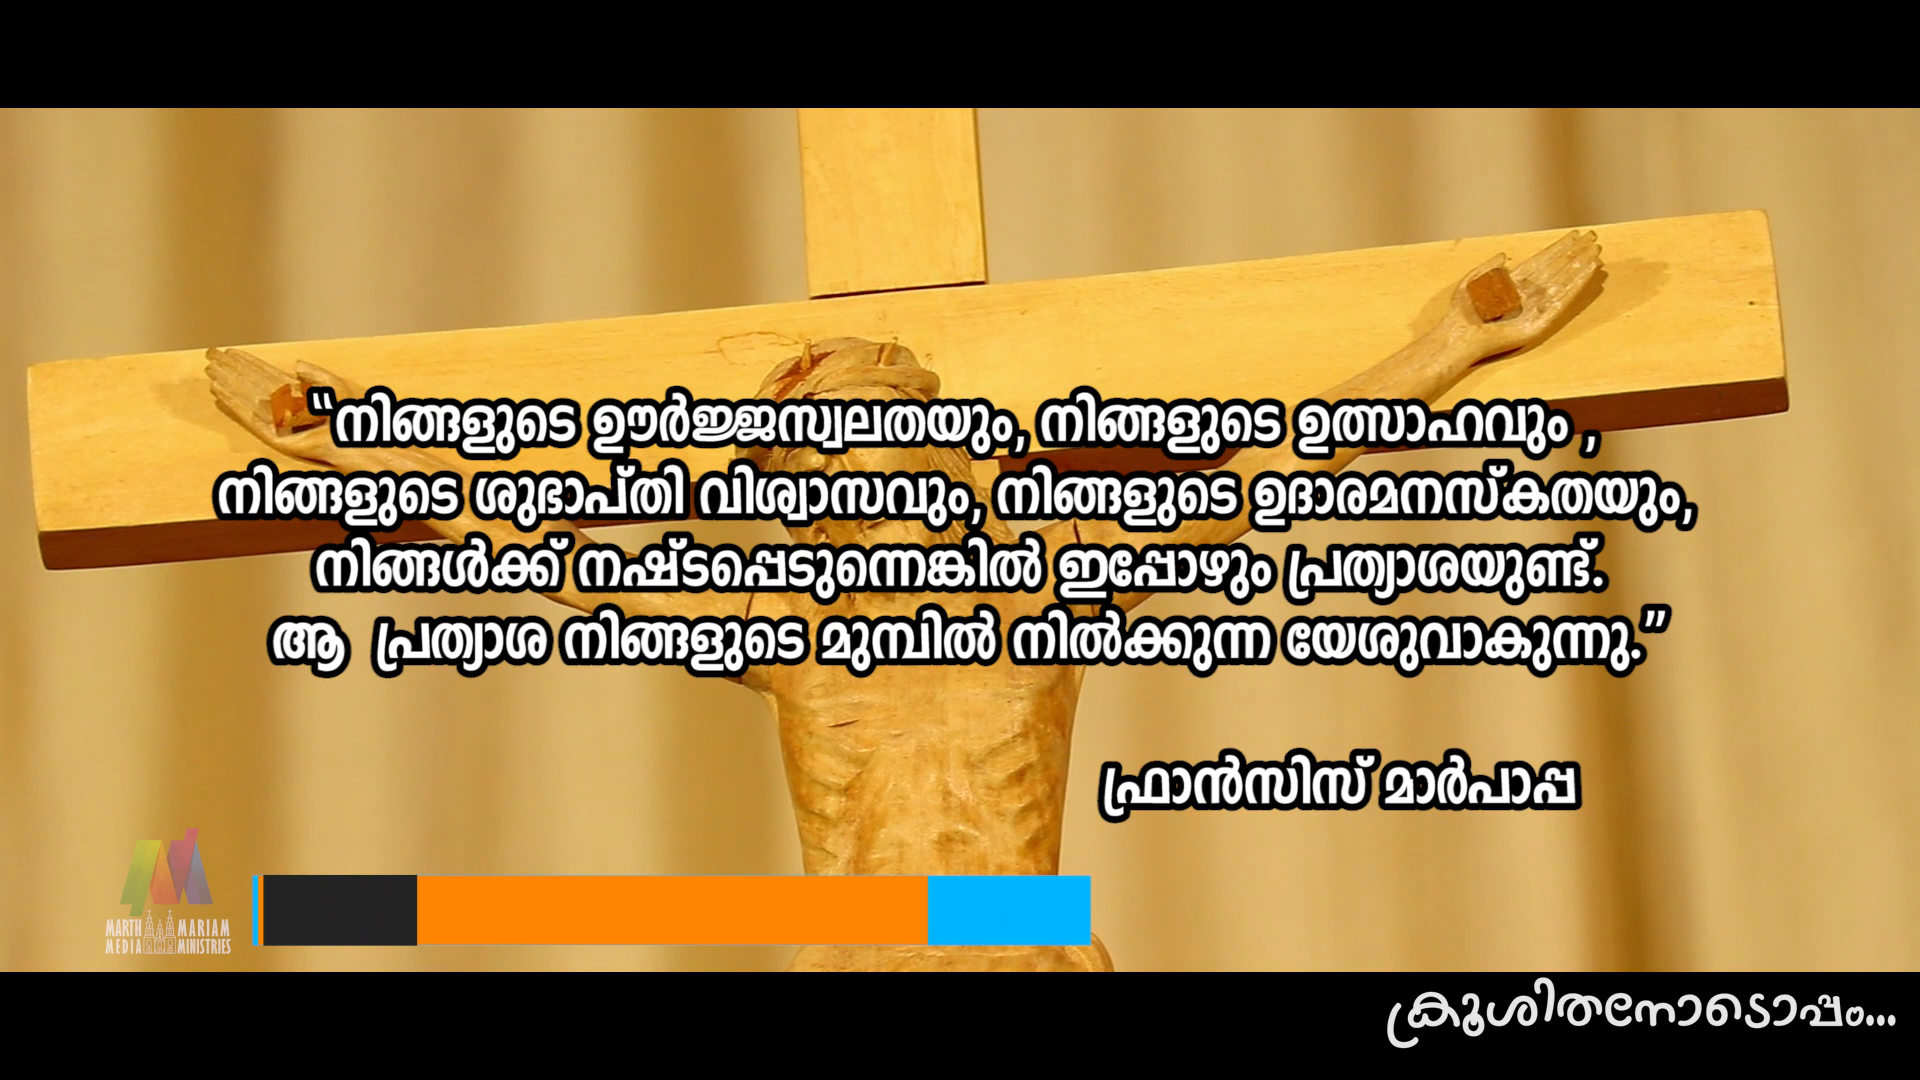 “നിങ്ങളുടെ ഊർജ്ജസ്വലതയും, നിങ്ങളുടെ ഉത്സാഹവും ,
നിങ്ങളുടെ ശുഭാപ്തി വിശ്വാസവും, നിങ്ങളുടെ ഉദാരമനസ്കതയും,
നിങ്ങൾക്ക് നഷ്ടപ്പെടുന്നെങ്കിൽ ഇപ്പോഴും പ്രത്യാശയുണ്ട്.
ആ പ്രത്യാശ നിങ്ങളുടെ മുമ്പിൽ നിൽക്കുന്ന യേശുവാകുന്നു.”
ഫ്രാൻസിസ് മാർപാപ്പ
MARTH MARIAM
MEDIA MINISTRIES
ക്രൂശിതനോടൊപ്പം...